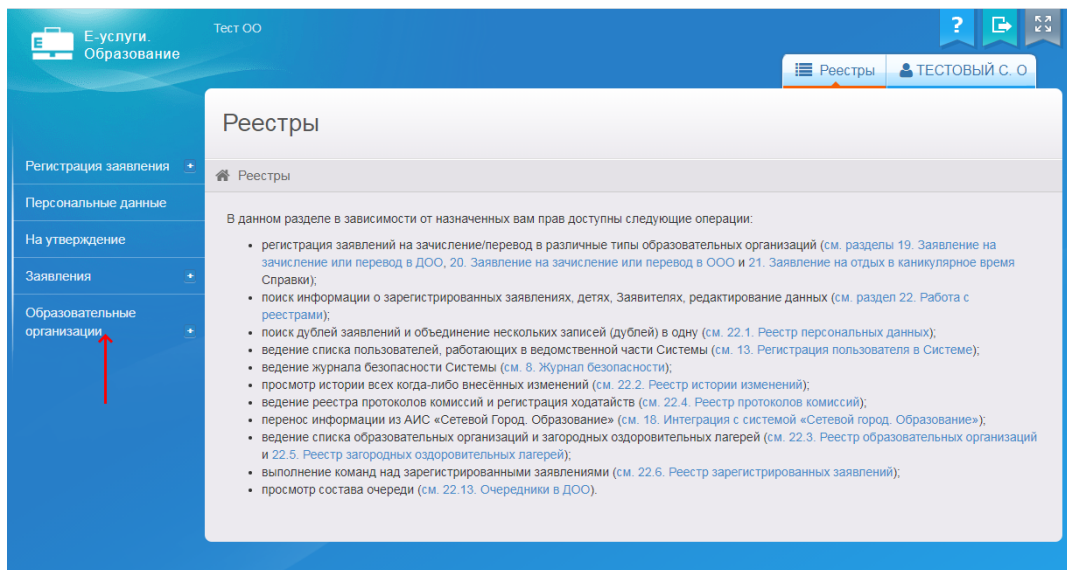 Е-услуги.
Образование
Тест ОО
?
Реестры
ТЕСТОВЫЙ С. О
Реестры
Регистрация заявления
Персональные данные
На утверждение
Заявления
Образовательные
организации
Реестры
В данном разделе в зависимости от назначенных вам прав доступны следующие операции:
• регистрация заявлений на зачисление/перевод в различные типы образовательных организаций (см. разделы 19. Заявление на
зачисление или перевод в ДОО, 20. Заявление на зачисление или перевод в ООО и 21. Заявление на отдых в каникулярное время
Справки);
• поиск информации о зарегистрированных заявлениях, детях, Заявителях, редактирование данных (см. раздел 22. Работа с
реестрами);
• поиск дублей заявлений и объединение нескольких записей (дублей) в одну (см. 22.1. Реестр персональных данных);
• ведение списка пользователей, работающих в ведомственной части Системы (см. 13. Регистрация пользователя в Системе);
• ведение журнала безопасности Системы (см. 8. Журнал безопасности);
• просмотр истории всех когда-либо внесённых изменений (см. 22.2. Реестр истории изменений);
• ведение реестра протоколов комиссий и регистрация ходатайств (см. 22.4. Реестр протоколов комиссий);
• перенос информации из АИС «Сетевой Город. Образование» (см. 18. Интеграция с системой «Сетевой город. Образование»);
• ведение списка образовательных организаций и загородных оздоровительных лагерей (см. 22.3. Реестр образовательных организаций
и 22.5. Реестр загородных оздоровительных лагерей);
• выполнение команд над зарегистрированными заявлениями (см. 22.6. Реестр зарегистрированных заявлений);
• просмотр состава очереди (см. 22.13. Очередники в ДОО).